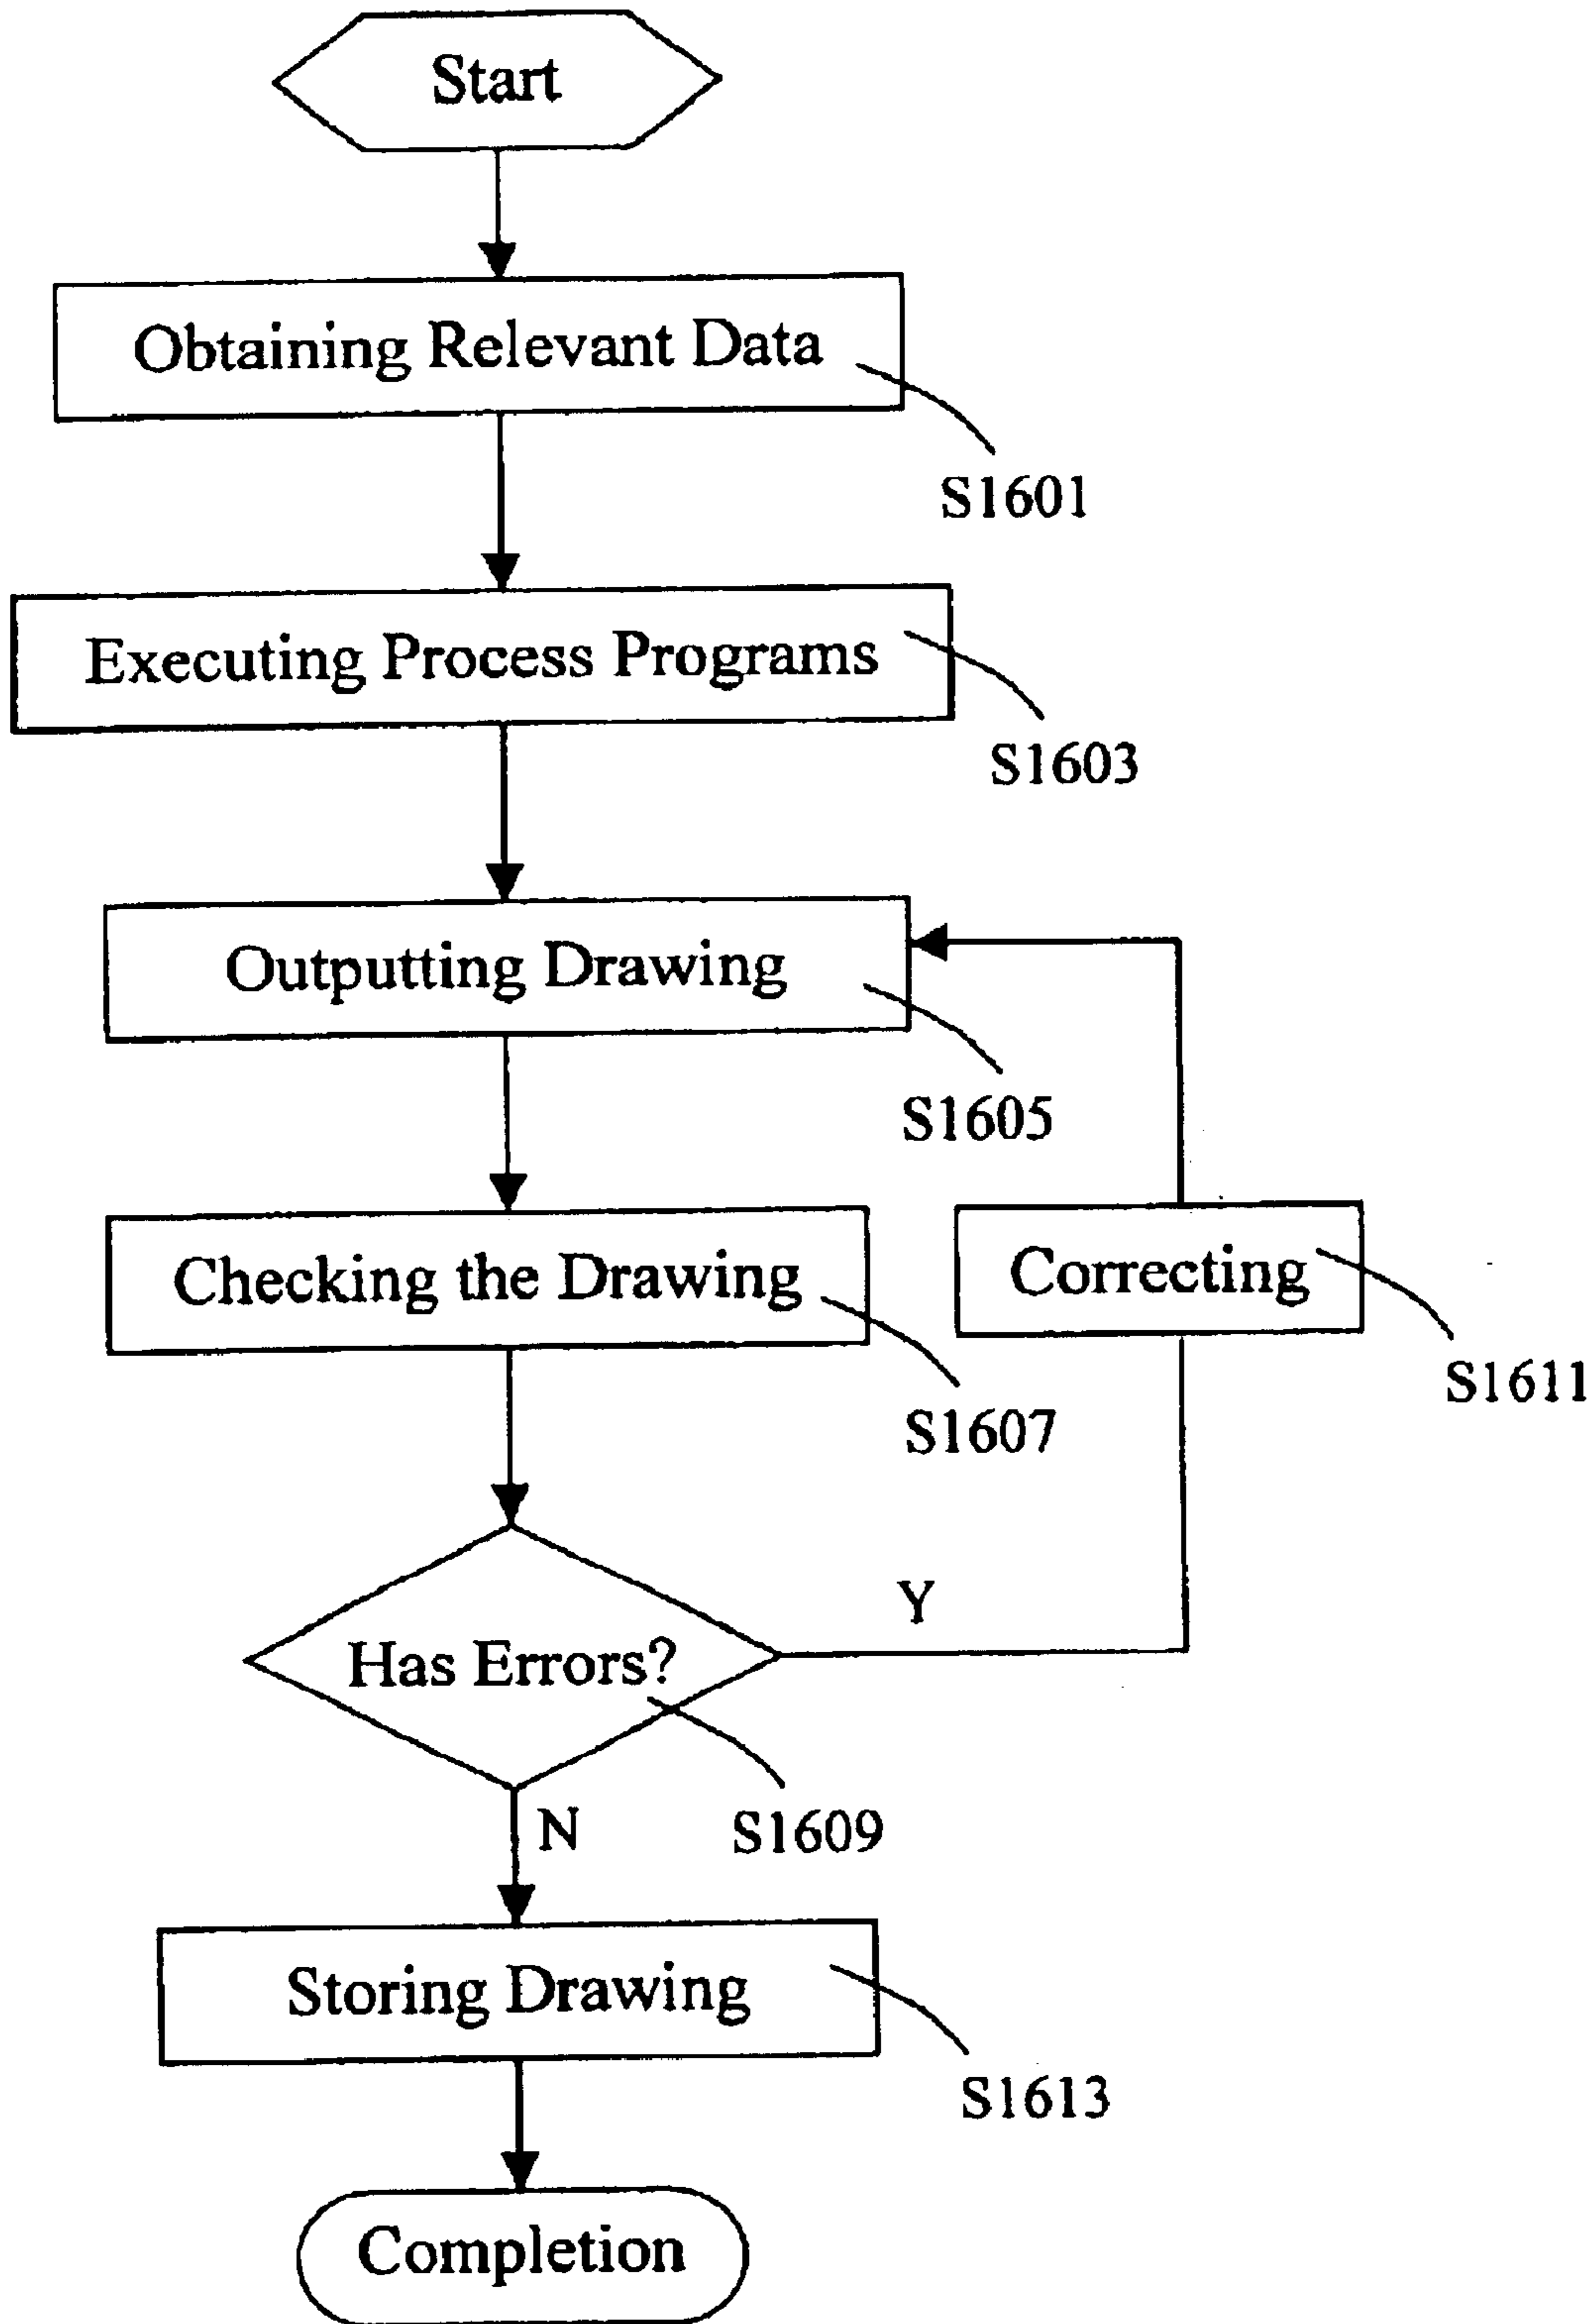 Start
Obtaining Relevant Data
S1601
Executing Process Programs
S1603
Outputting Drawing
S1605
Checking the Drawing
S1607
Correcting
S1611
Has Errors?
Y
S1609
N
Storing Drawing
S1613
Completion